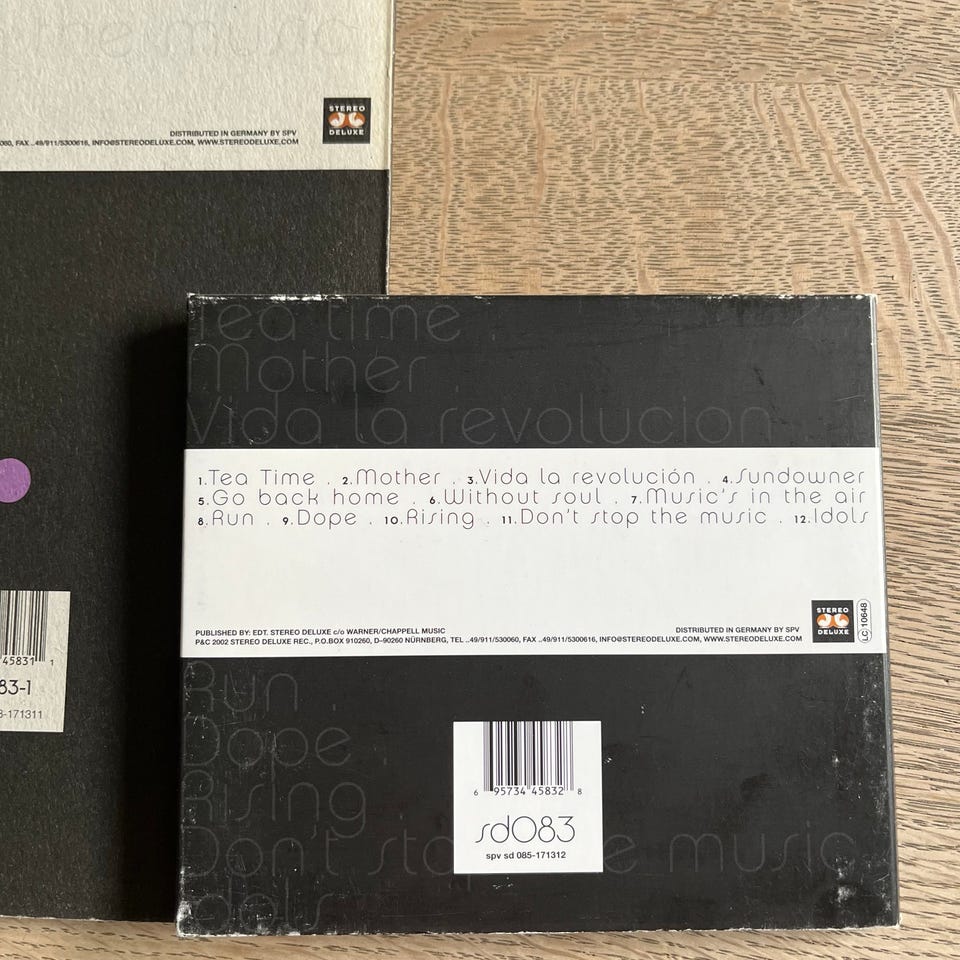 the music
STEREO
DELUXE
DISTRIBUTED IN GERMANY BY SPV
060, FAX ..49/911/5300616, INFO@STEREODELUXE.COM, WWW.STEREODELUXE.COM
45831 1
83-1
-171311
Tea time .
Mother .
Vida la revolucion .
1.Tea Time . 2.Mother . 3.Vida la revolución . 4.Sundowner
5.Go back home . 6.Without soul . 7.Music's in the air
8.Run . 9.Dope . 10.Rising . 11.Don't stop the music . 12.Idols
STEREO
DELUXE
LC 10648
PUBLISHED BY: EDT. STEREO DELUXE c/o WARNER/CHAPPELL MUSIC
DISTRIBUTED IN GERMANY BY SPV
P&C 2002 STEREO DELUXE REC., P.O.BOX 910260, D–90260 NÜRNBERG, TEL ..49/911/530060, FAX ..49/911/5300616, INFO@STEREODELUXE.COM, WWW.STEREODELUXE.COM
Run .
Dope .
Rising
Don't sto e music
Idols
6 95734 45832 8
sd083
spv sd 085-171312